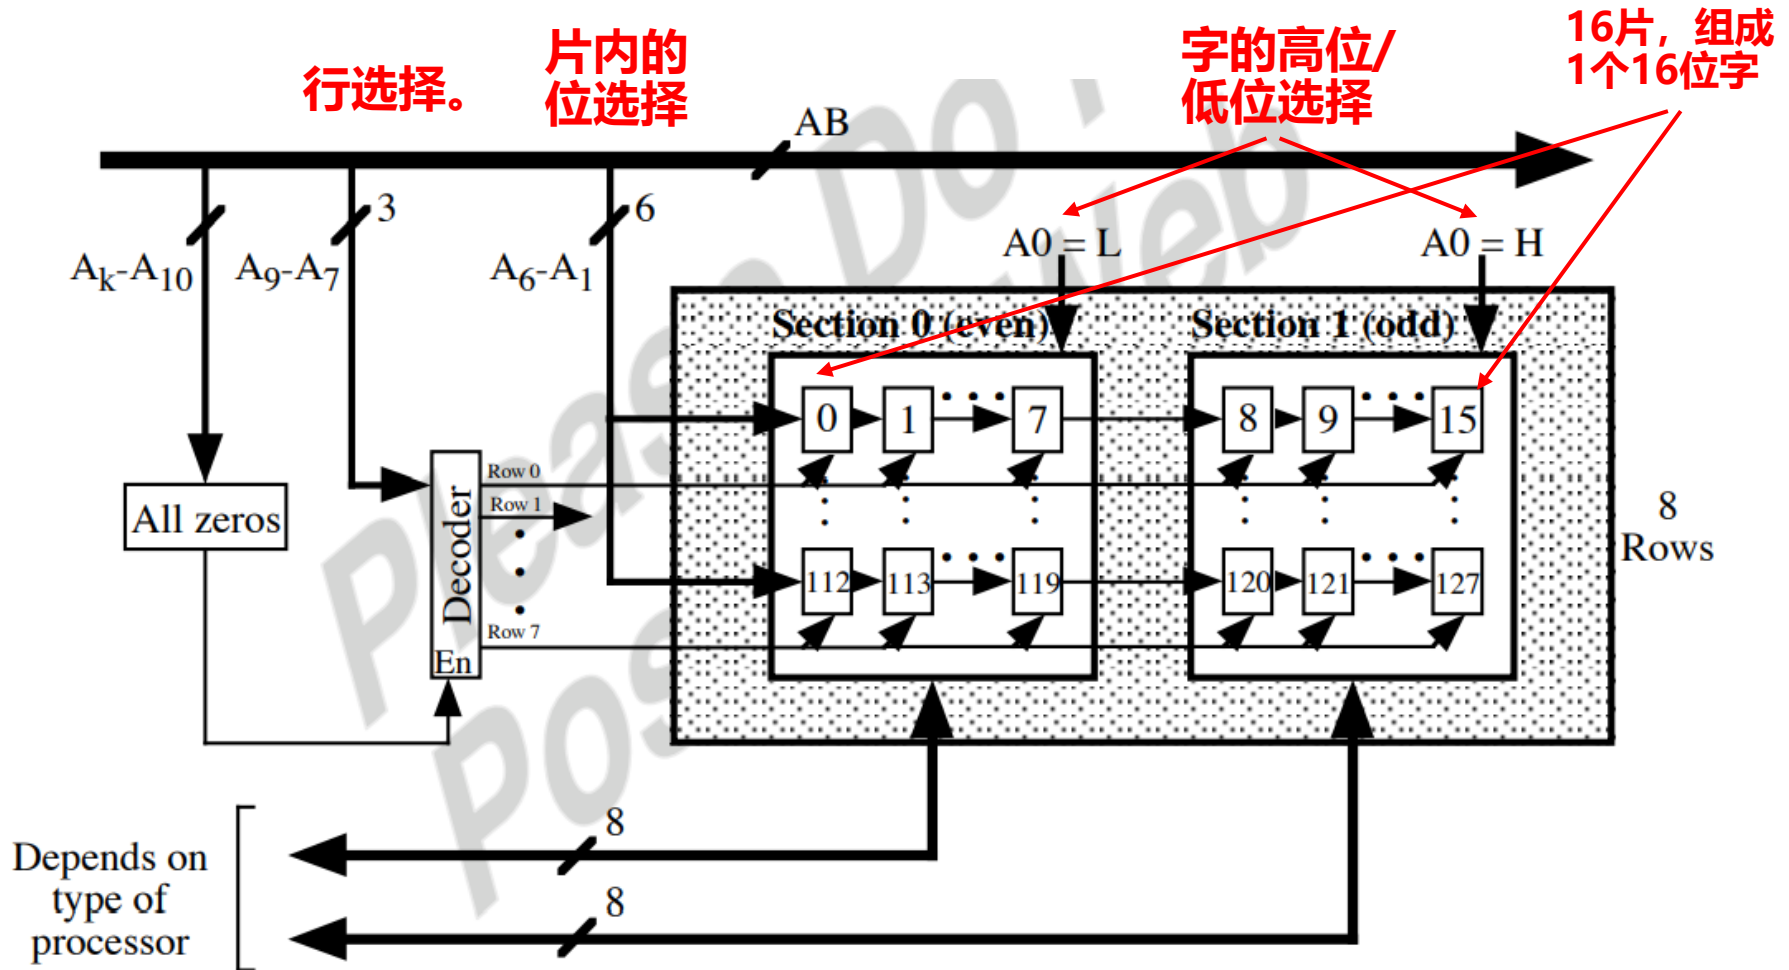 行选择。
片内的
位选择
字的高位/
低位选择
16片，组成
1个16位字
AB
3
6
Ak-A10
A9-A7
A6-A1
A0 = L
A0 = H
Section 0 (even)
Section 1 (odd)
0
1
7
8
9
15
All zeros
Decoder
En
Row 0
Row 1
Row 7
112
113
119
120
121
127
8
Rows
8
8
Depends on
type of
processor